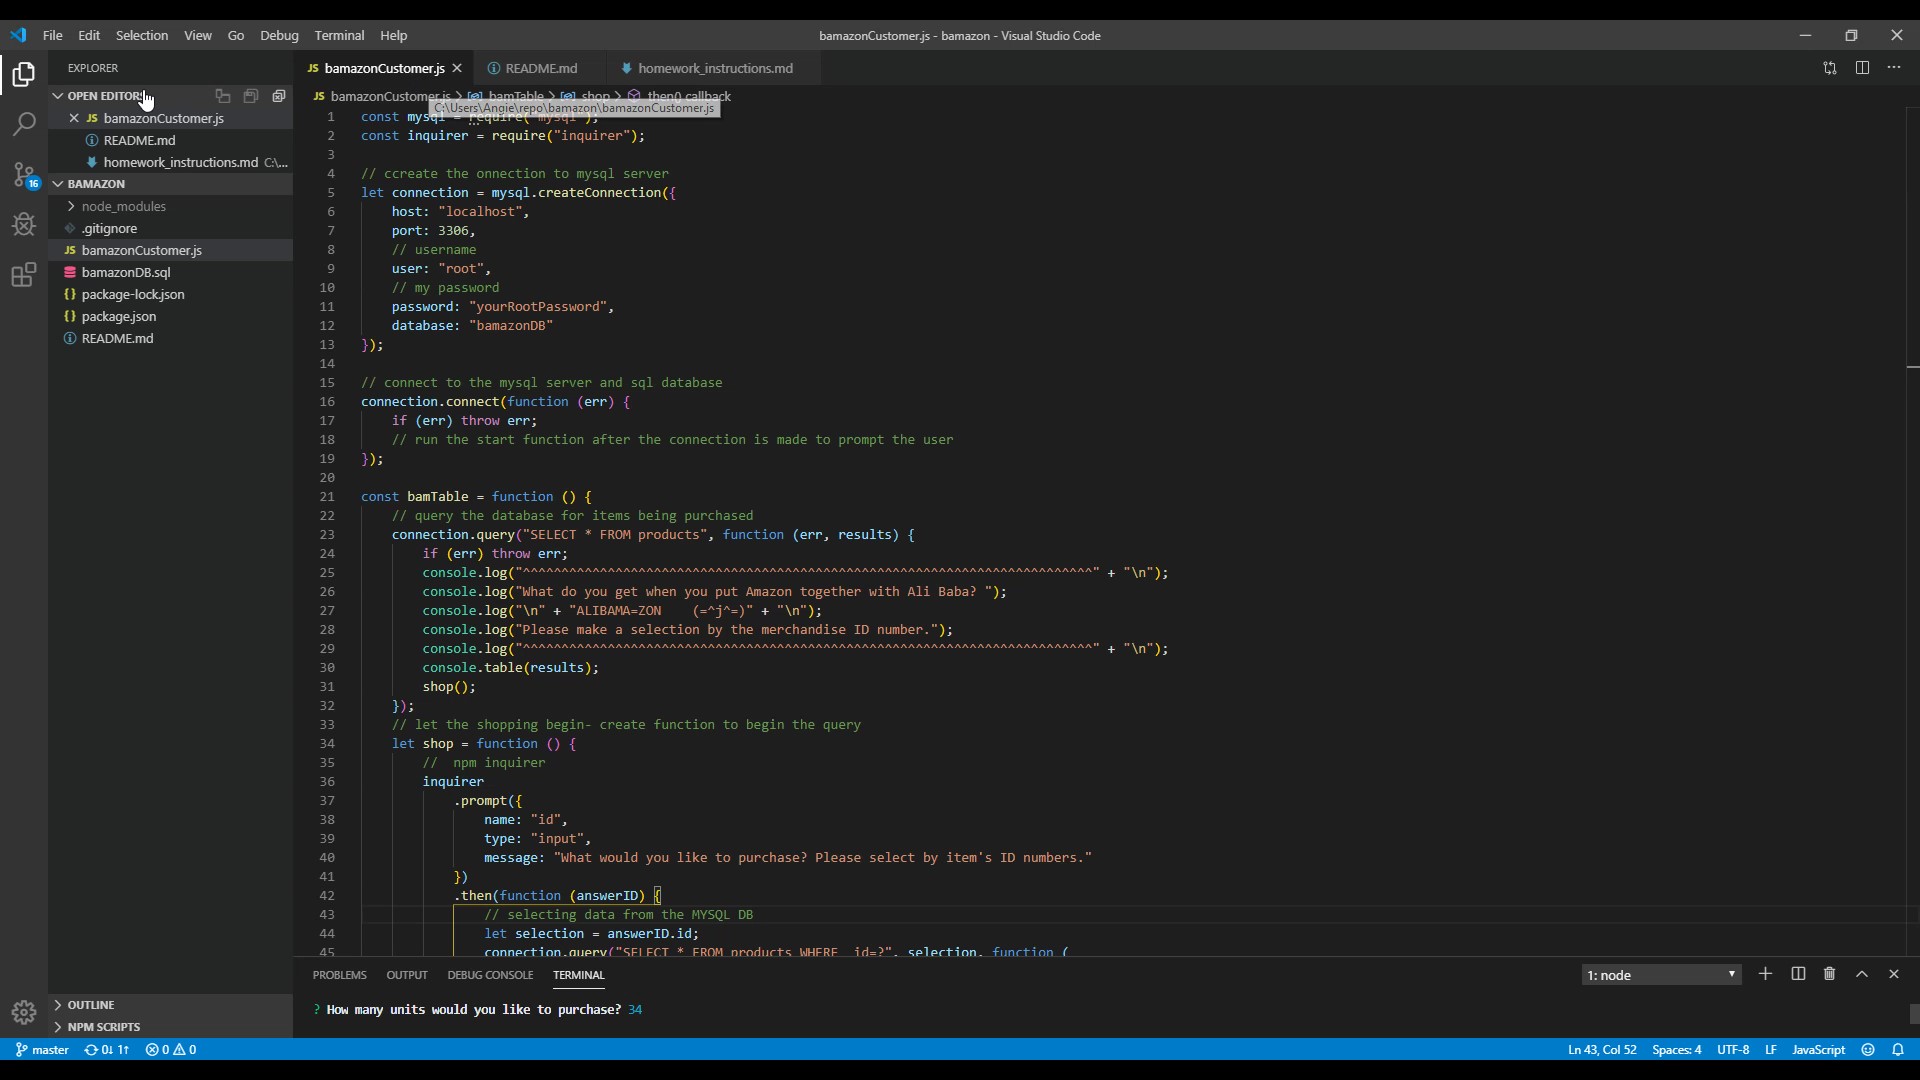 File Edit Selection View Go Debug Terminal Help
bamazonCustomer.js - bamazon - Visual Studio Code
EXPLORER
OPEN EDITORS
JS bamazonCustomer.js
README.md
homework_instructions.md C:\...
BAMAZON
node_modules
.gitignore
JS bamazonCustomer.js
bamazonDB.sql
{} package-lock.json
{} package.json
README.md
OUTLINE
NPM SCRIPTS
16
JS bamazonCustomer.js README.md homework_instructions.md
JS bamazonCustomer.js > bamTable > shop > then() callback
C:\Users\Angie\repo\bamazon\bamazonCustomer.js
1 const mysql = require("mysql");
2 const inquirer = require("inquirer");
3
4 // ccreate the onnection to mysql server
5 let connection = mysql.createConnection({
6 host: "localhost",
7 port: 3306,
8 // username
9 user: "root",
10 // my password
11 password: "yourRootPassword",
12 database: "bamazonDB"
13 });
14
15 // connect to the mysql server and sql database
16 connection.connect(function (err) {
17 if (err) throw err;
18 // run the start function after the connection is made to prompt the user
19 });
20
21 const bamTable = function () {
22 // query the database for items being purchased
23 connection.query("SELECT * FROM products", function (err, results) {
24 if (err) throw err;
25 console.log("^^^^^^^^^^^^^^^^^^^^^^^^^^^^^^^^^^^^^^^^^^^^^^^^^^^^^^^^^^^^^^^^^^^^^^^^^^" + "\n");
26 console.log("What do you get when you put Amazon together with Ali Baba? ");
27 console.log("\n" + "ALIBAMA=ZON    (=^j^=)" + "\n");
28 console.log("Please make a selection by the merchandise ID number.");
29 console.log("^^^^^^^^^^^^^^^^^^^^^^^^^^^^^^^^^^^^^^^^^^^^^^^^^^^^^^^^^^^^^^^^^^^^^^^^^^" + "\n");
30 console.table(results);
31 shop();
32 });
33 // let the shopping begin- create function to begin the query
34 let shop = function () {
35 //  npm inquirer
36 inquirer
37 .prompt({
38 name: "id",
39 type: "input",
40 message: "What would you like to purchase? Please select by item's ID numbers."
41 })
42 .then(function (answerID) {
43 // selecting data from the MYSQL DB
44 let selection = answerID.id;
45 connection.query("SELECT * FROM products WHERE  id=?", selection, function (
PROBLEMS OUTPUT DEBUG CONSOLE TERMINAL
1: node
? How many units would you like to purchase? 34
master 0↓ 1↑ 0 0
Ln 43, Col 52 Spaces: 4 UTF-8 LF JavaScript